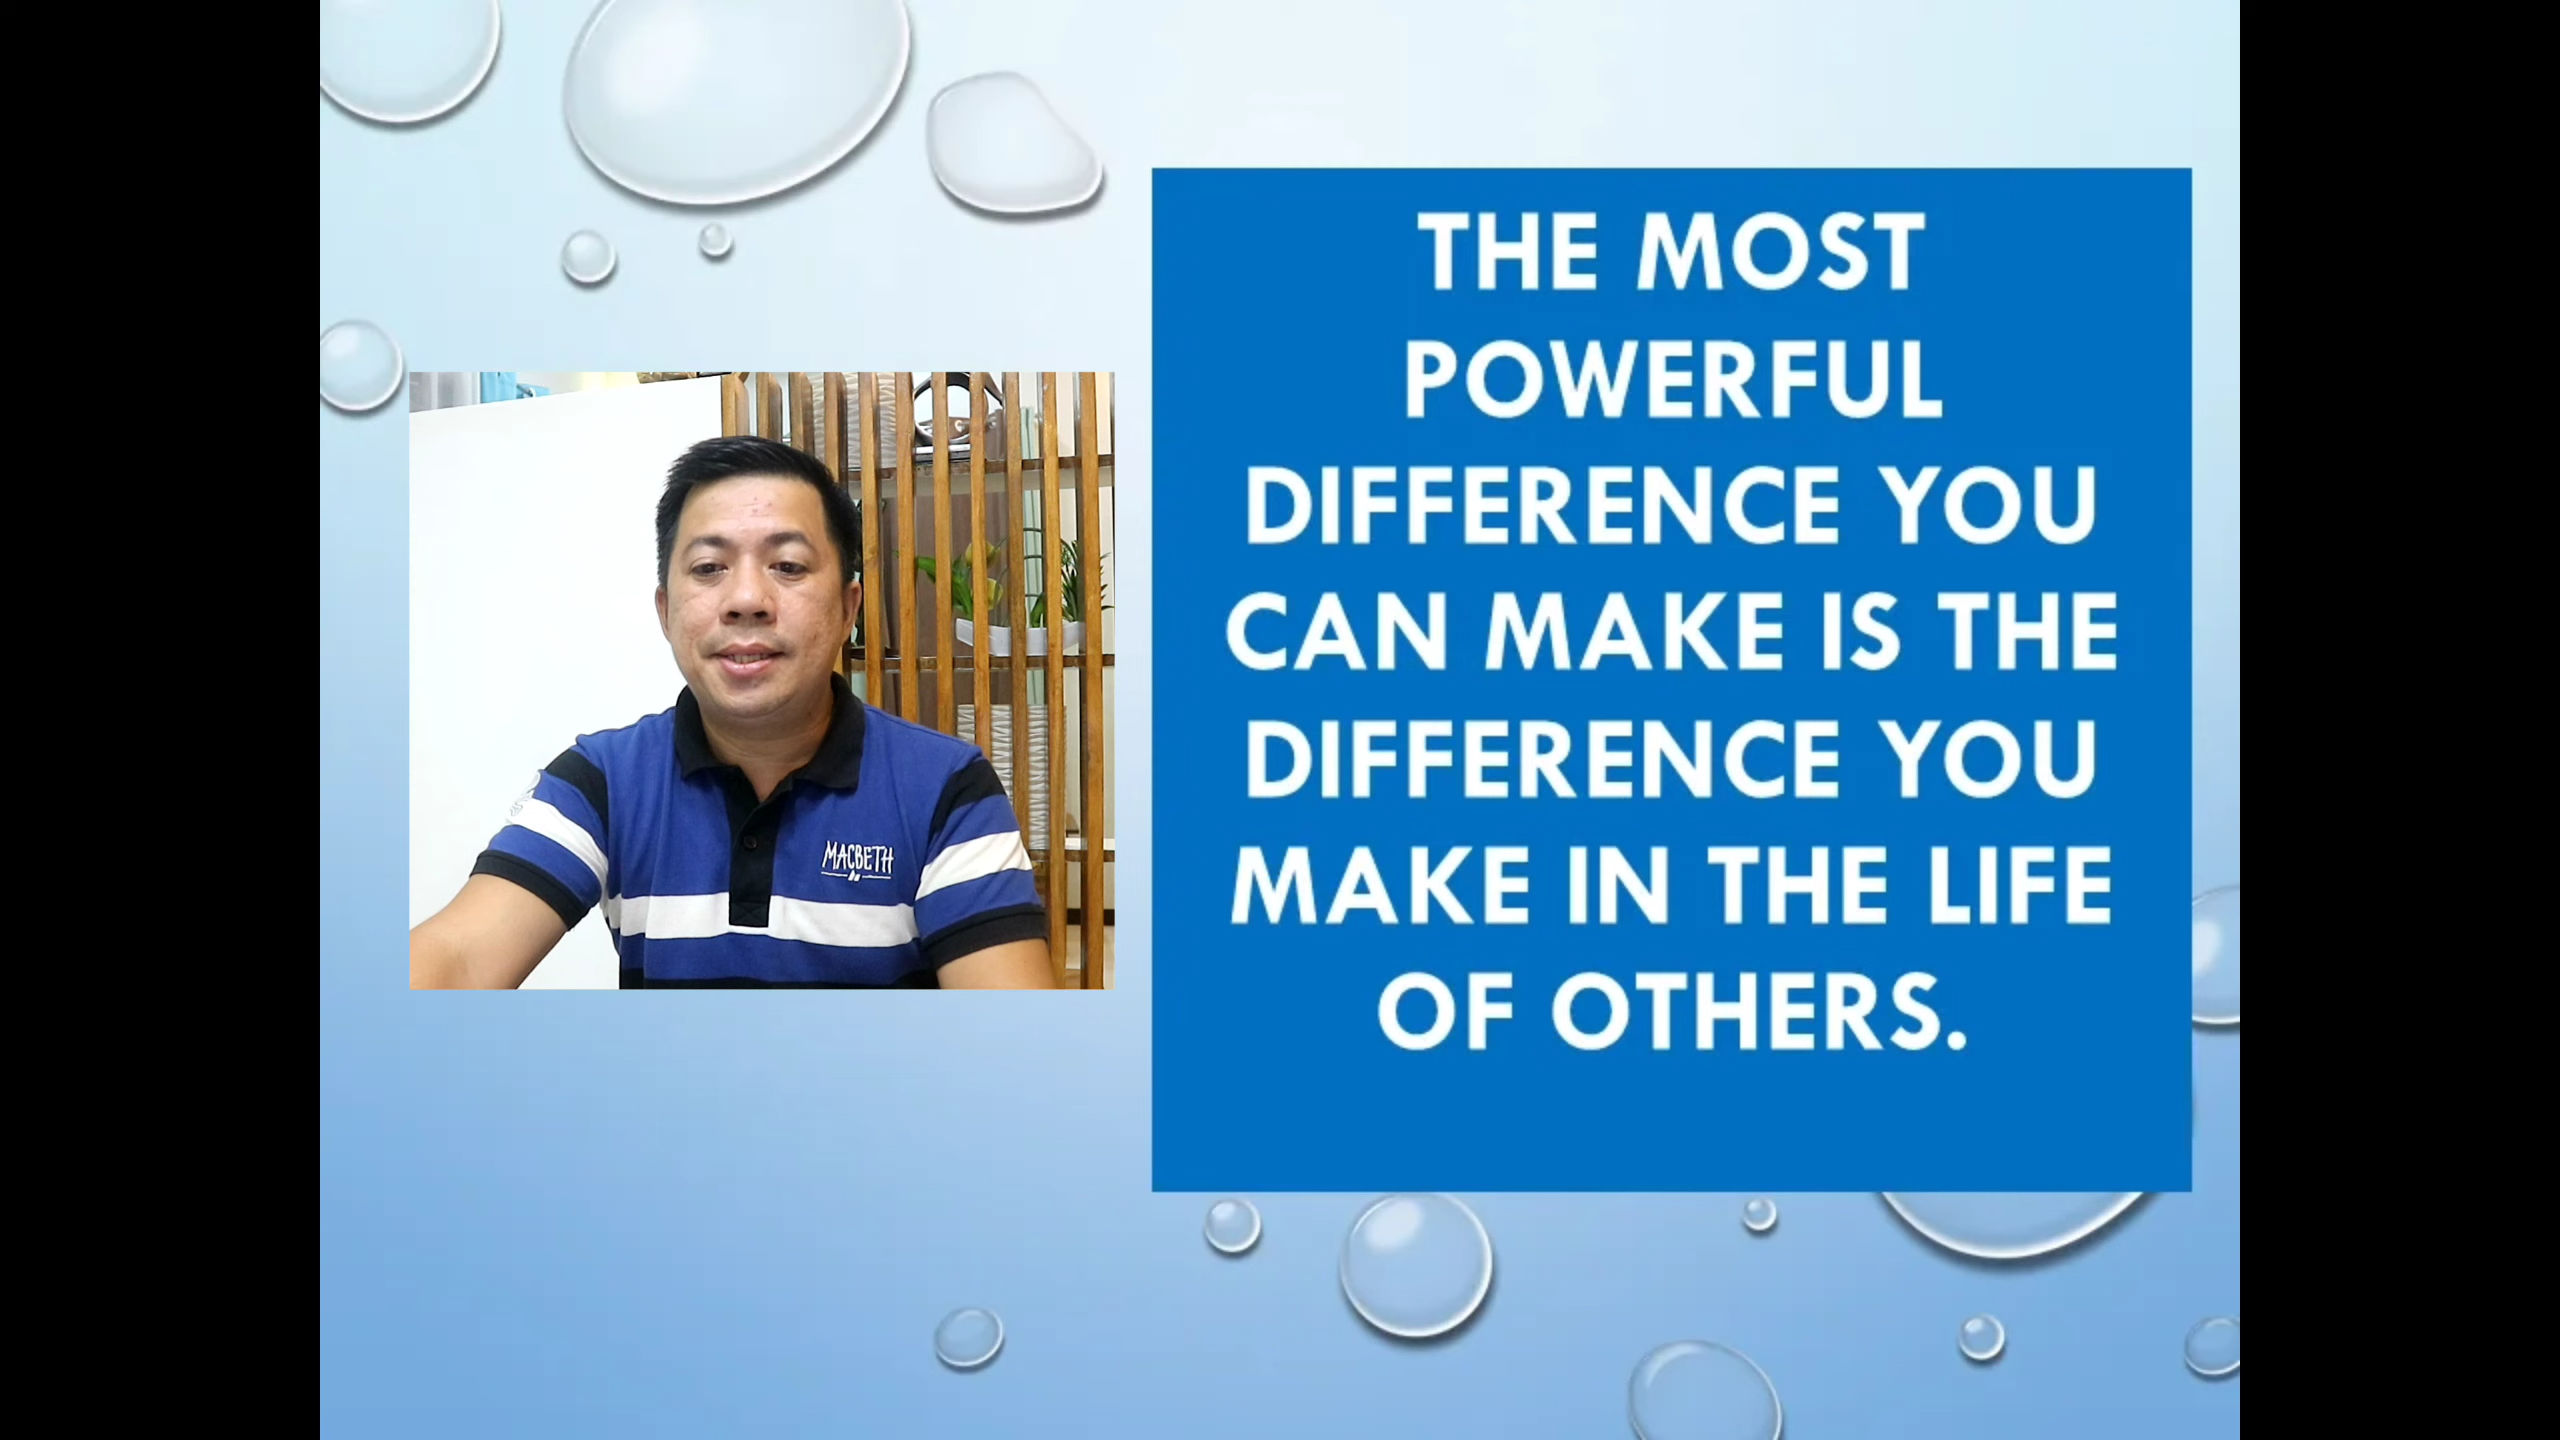 THE MOST
POWERFUL
DIFFERENCE YOU
CAN MAKE IS THE
DIFFERENCE YOU
MAKE IN THE LIFE
OF OTHERS.
MACBETH